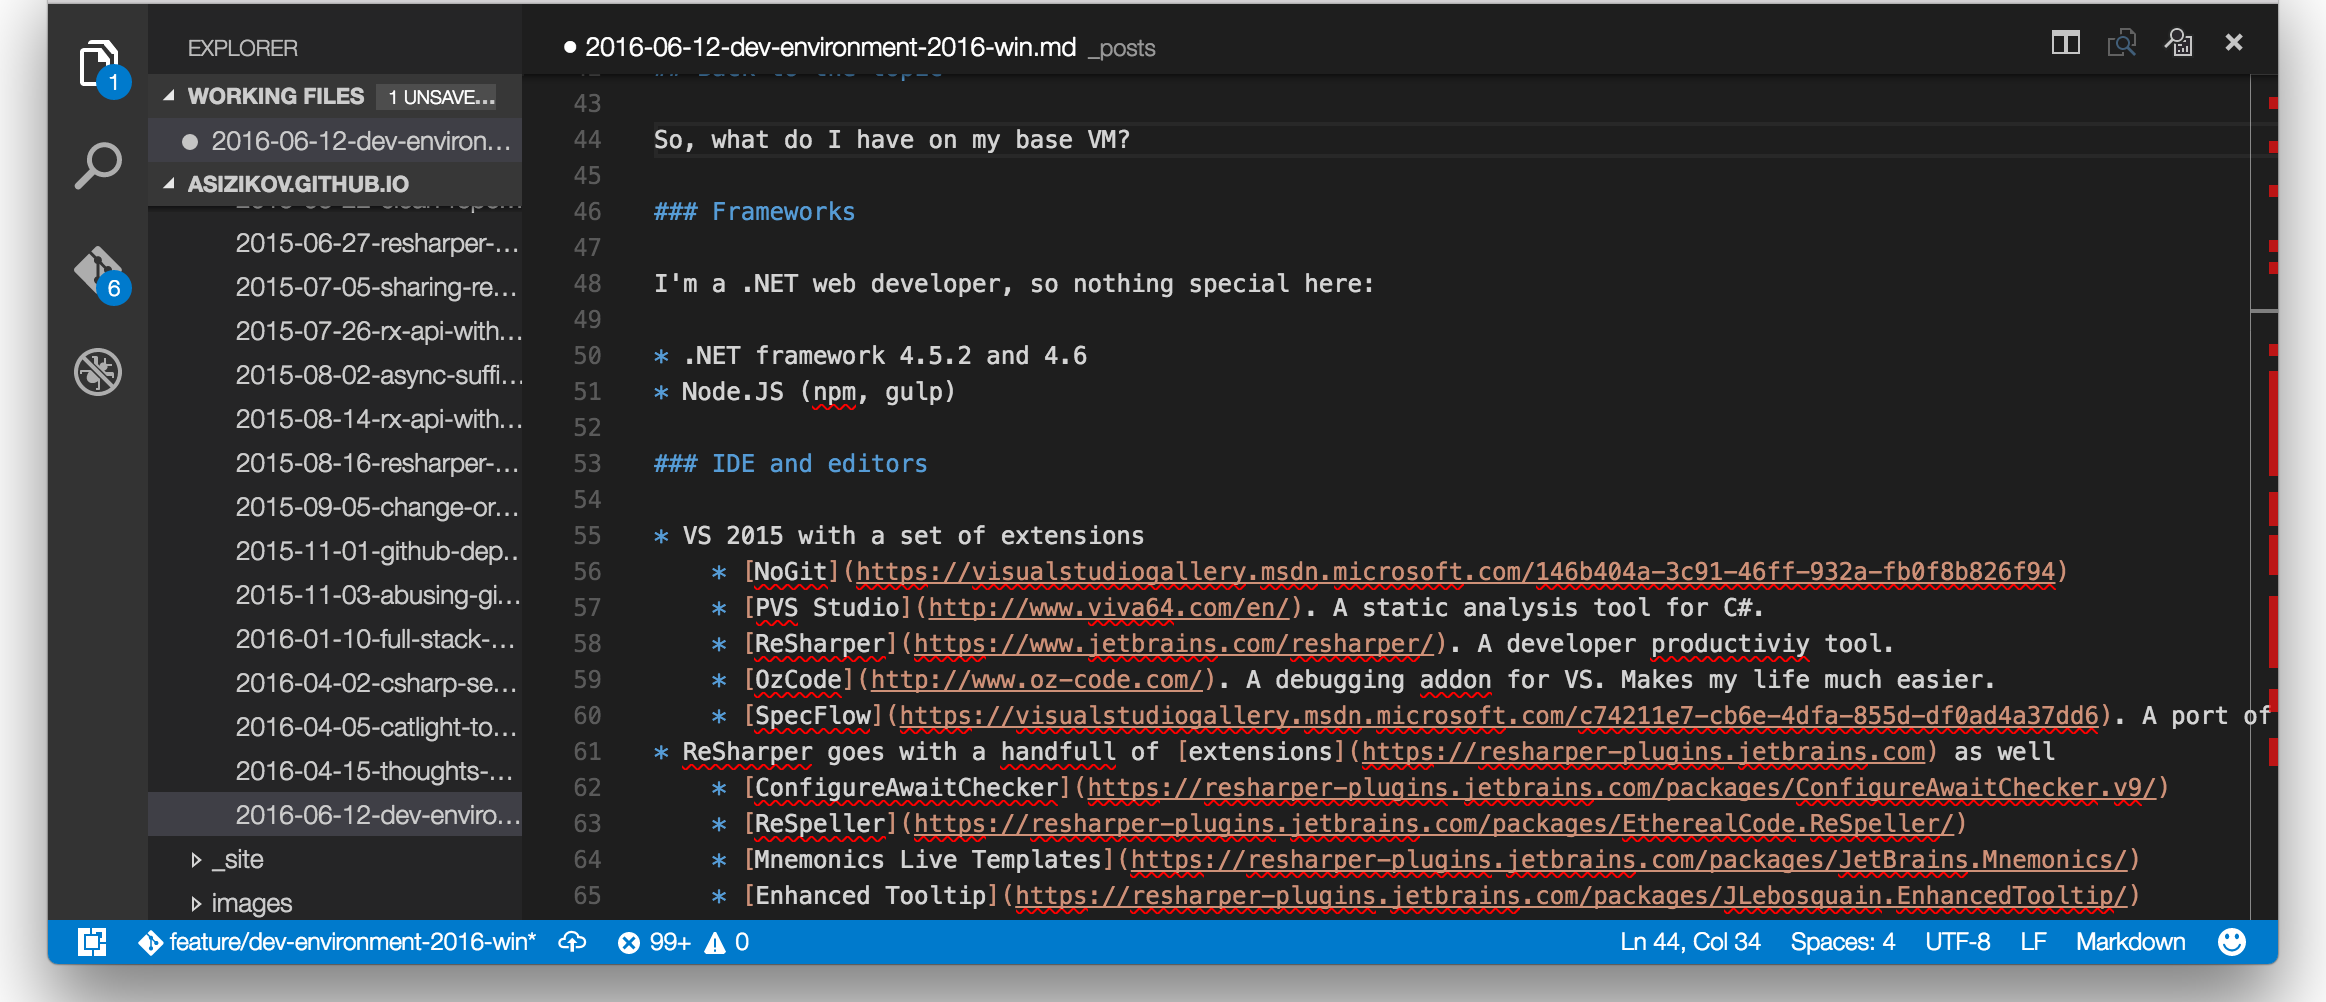 EXPLORER
WORKING FILES 1 UNSAVE...
2016-06-12-dev-environ...
ASIZIKOV.GITHUB.IO
2015-06-27-resharper-...
2015-07-05-sharing-re...
2015-07-26-rx-api-with...
2015-08-02-async-suffi...
2015-08-14-rx-api-with...
2015-08-16-resharper-...
2015-09-05-change-or...
2015-11-01-github-dep...
2015-11-03-abusing-gi...
2016-01-10-full-stack-...
2016-04-02-csharp-se...
2016-04-05-catlight-to...
2016-04-15-thoughts-...
2016-06-12-dev-enviro...
_site
images
1
6
2016-06-12-dev-environment-2016-win.md _posts
42 ## Back to the topic
43
44 So, what do I have on my base VM?
45
46 ### Frameworks
47
48 I'm a .NET web developer, so nothing special here:
49
50 * .NET framework 4.5.2 and 4.6
51 * Node.JS (npm, gulp)
52
53 ### IDE and editors
54
55 * VS 2015 with a set of extensions
56 * [NoGit](https://visualstudiogallery.msdn.microsoft.com/146b404a-3c91-46ff-932a-fb0f8b826f94)
57 * [PVS Studio](http://www.viva64.com/en/). A static analysis tool for C#.
58 * [ReSharper](https://www.jetbrains.com/resharper/). A developer productiviy tool.
59 * [OzCode](http://www.oz-code.com/). A debugging addon for VS. Makes my life much easier.
60 * [SpecFlow](https://visualstudiogallery.msdn.microsoft.com/c74211e7-cb6e-4dfa-855d-df0ad4a37dd6). A port of
61 * ReSharper goes with a handfull of [extensions](https://resharper-plugins.jetbrains.com) as well
62 * [ConfigureAwaitChecker](https://resharper-plugins.jetbrains.com/packages/ConfigureAwaitChecker.v9/)
63 * [ReSpeller](https://resharper-plugins.jetbrains.com/packages/EtherealCode.ReSpeller/)
64 * [Mnemonics Live Templates](https://resharper-plugins.jetbrains.com/packages/JetBrains.Mnemonics/)
65 * [Enhanced Tooltip](https://resharper-plugins.jetbrains.com/packages/JLebosquain.EnhancedTooltip/)
feature/dev-environment-2016-win* 99+ 0 Ln 44, Col 34 Spaces: 4 UTF-8 LF Markdown